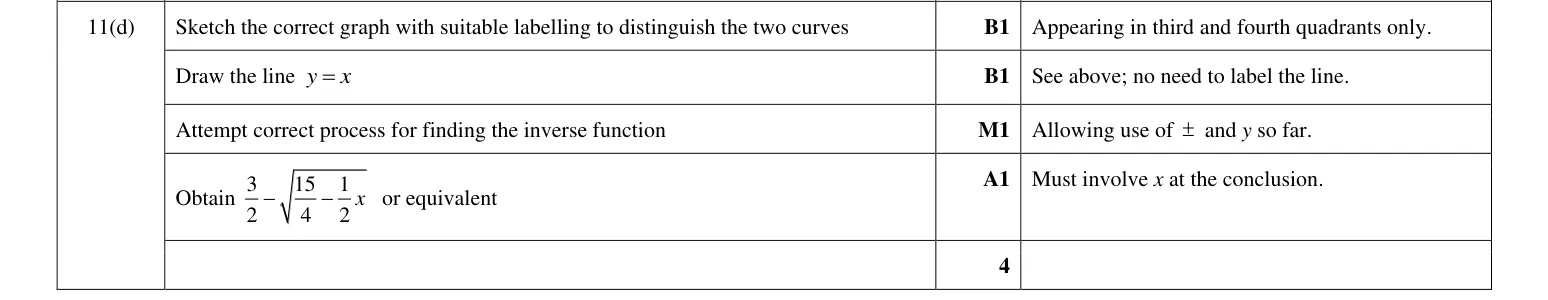 11(d) Sketch the correct graph with suitable labelling to distinguish the two curves B1 Appearing in third and fourth quadrants only.
Draw the line y = x B1 See above; no need to label the line.
Attempt correct process for finding the inverse function M1 Allowing use of ± and y so far.
Obtain 3/2 − √(15/4 − 1/2 x) or equivalent A1 Must involve x at the conclusion.
4